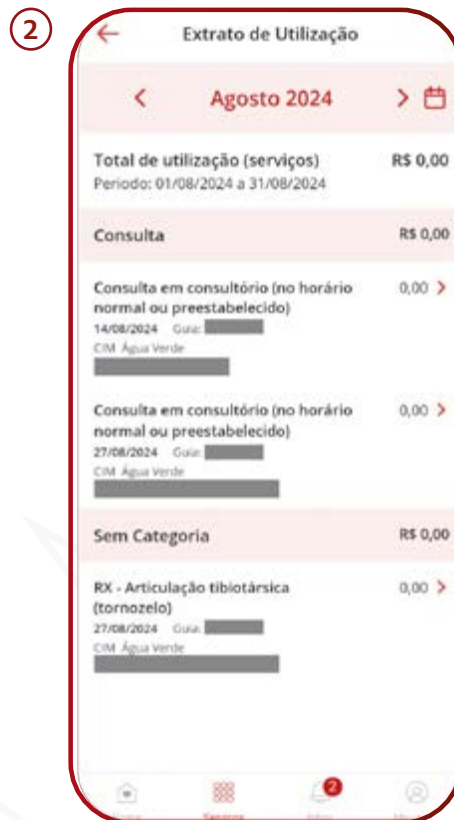 2
Extrato de Utilização
Agosto 2024
Total de utilização (serviços) R$ 0,00
Periodo: 01/08/2024 a 31/08/2024
Consulta R$ 0,00
Consulta em consultório (no horário 0,00
normal ou preestabelecido)
14/08/2024 Guia:
CIM Água Verde
Consulta em consultório (no horário 0,00
normal ou preestabelecido)
27/08/2024 Guia:
CIM Água Verde
Sem Categoria R$ 0,00
RX - Articulação tibiotársica 0,00
(tornozelo)
27/08/2024 Guia:
CIM Água Verde
2